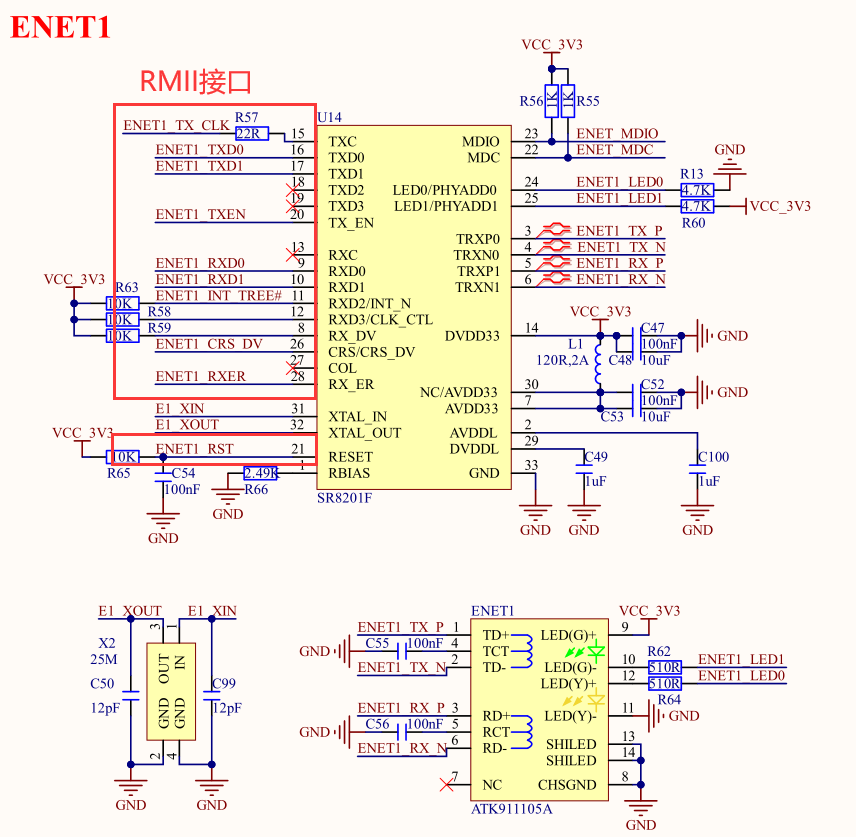 ENET1
RMII接口
VCC_3V3
R56
1K
1K
R55
ENET1_TX_CLK
R57
22R
U14
15
TXC
MDIO
23
ENET_MDIO
ENET1_TXD0
16
TXD0
MDC
22
ENET_MDC
ENET1_TXD1
17
TXD1
18
TXD2
LED0/PHYADD0
24
ENET1_LED0
R13
4.7K
GND
19
TXD3
LED1/PHYADD1
25
ENET1_LED1
4.7K
R60
VCC_3V3
ENET1_TXEN
20
TX_EN
TRXP0
3
ENET1_TX_P
13
RXC
TRXN0
4
ENET1_TX_N
ENET1_RXD0
9
RXD0
TRXP1
5
ENET1_RX_P
ENET1_RXD1
10
RXD1
TRXN1
6
ENET1_RX_N
VCC_3V3
R63
10K
ENET1_INT_TREE#
11
RXD2/INT_N
R58
10K
12
RXD3/CLK_CTL
R59
10K
8
RX_DV
DVDD33
14
VCC_3V3
L1
120R,2A
C47
100nF
C48
10uF
GND
ENET1_CRS_DV
26
CRS/CRS_DV
27
COL
ENET1_RXER
28
RX_ER
NC/AVDD33
30
C52
100nF
GND
AVDD33
7
C53
10uF
E1_XIN
31
XTAL_IN
E1_XOUT
32
XTAL_OUT
AVDDL
2
VCC_3V3
ENET1_RST
10K
R65
21
RESET
DVDDL
29
C49
1uF
C100
1uF
C54
100nF
2.49K
R66
1
RBIAS
GND
33
SR8201F
GND
GND
GND
GND
GND
E1_XOUT
E1_XIN
3
1
X2
25M
OUT
IN
C50
12pF
C99
12pF
GND
GND
2
4
GND
GND
ENET1
VCC_3V3
ENET1_TX_P
1
TD+
LED(G)+
9
GND
C55
100nF
4
TCT
ENET1_TX_N
2
TD-
LED(G)-
10
R62
510R
ENET1_LED1
LED(Y)+
12
510R
R64
ENET1_LED0
ENET1_RX_P
3
RD+
LED(Y)-
11
GND
GND
C56
100nF
5
RCT
ENET1_RX_N
6
RD-
SHILED
13
SHILED
14
7
NC
CHSGND
8
ATK911105A
GND